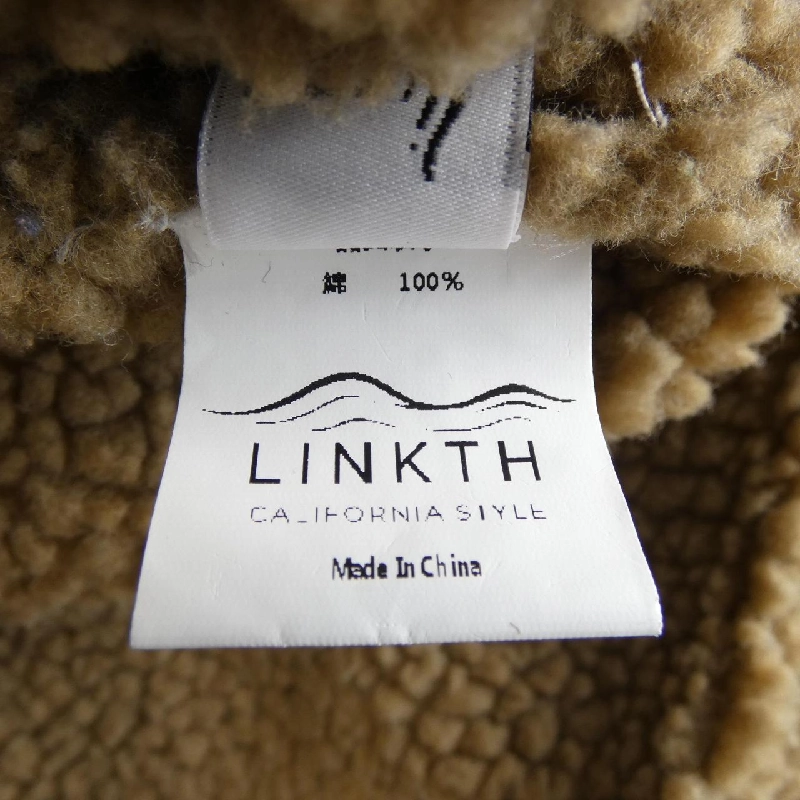 綿 100%
LINKTH
CALIFORNIA STYLE
Made In China